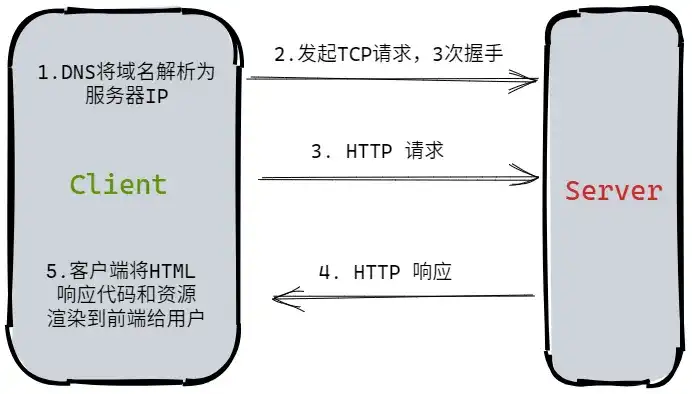 1.DNS将域名解析为
服务器IP
2.发起TCP请求，3次握手
3. HTTP 请求
Client
Server
4. HTTP 响应
5.客户端将HTML
响应代码和资源
渲染到前端给用户